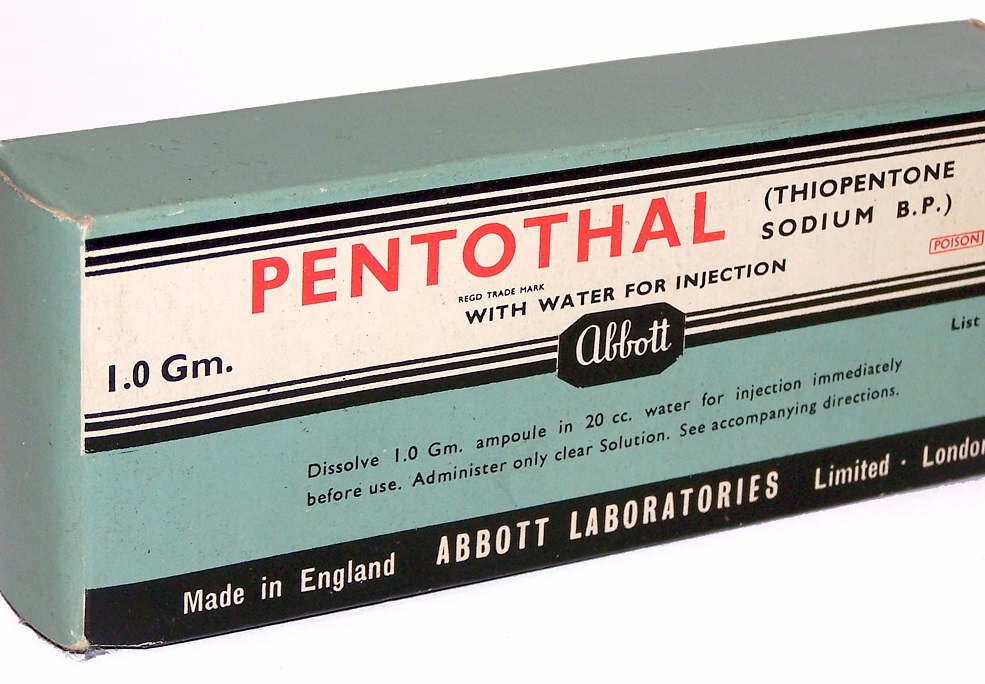 PENTOTHAL
(THIOPENTONE
SODIUM B.P.)
POISON
REGD TRADE MARK
WITH WATER FOR INJECTION
1.0 Gm.
Abbott
List
Dissolve 1.0 Gm. ampoule in 20 cc. water for injection immediately
before use. Administer only clear Solution. See accompanying directions.
Made in England ABBOTT LABORATORIES Limited · London